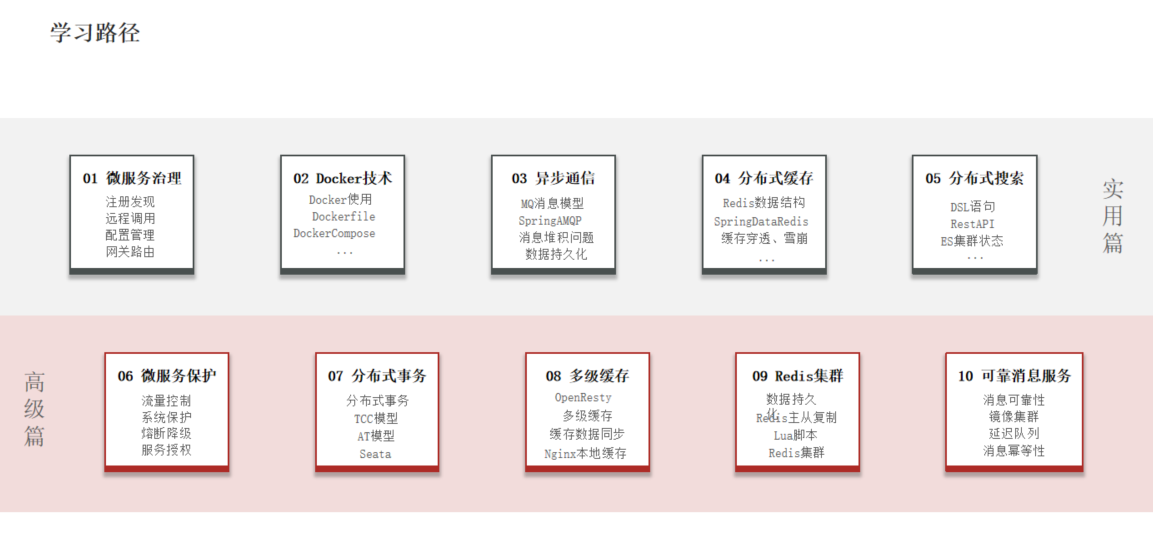 学习路径
01 微服务治理
注册发现
远程调用
配置管理
网关路由
02 Docker技术
Docker使用
Dockerfile
DockerCompose
...
03 异步通信
MQ消息模型
SpringAMQP
消息堆积问题
数据持久化
04 分布式缓存
Redis数据结构
SpringDataRedis
缓存穿透、雪崩
...
05 分布式搜索
DSL语句
RestAPI
ES集群状态
...
实用篇
高级篇
06 微服务保护
流量控制
系统保护
熔断降级
服务授权
07 分布式事务
分布式事务
TCC模型
AT模型
Seata
08 多级缓存
OpenResty
多级缓存
缓存数据同步
Nginx本地缓存
09 Redis集群
数据持久
化
Redis主从复制
Lua脚本
Redis集群
10 可靠消息服务
消息可靠性
镜像集群
延迟队列
消息幂等性